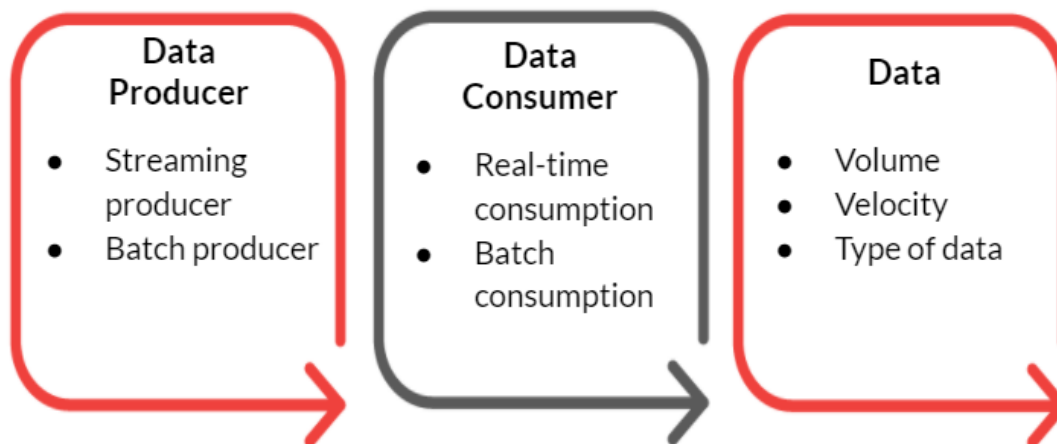 Data
Producer
● Streaming
producer
● Batch producer
Data
Consumer
● Real-time
consumption
● Batch
consumption
Data
● Volume
● Velocity
● Type of data